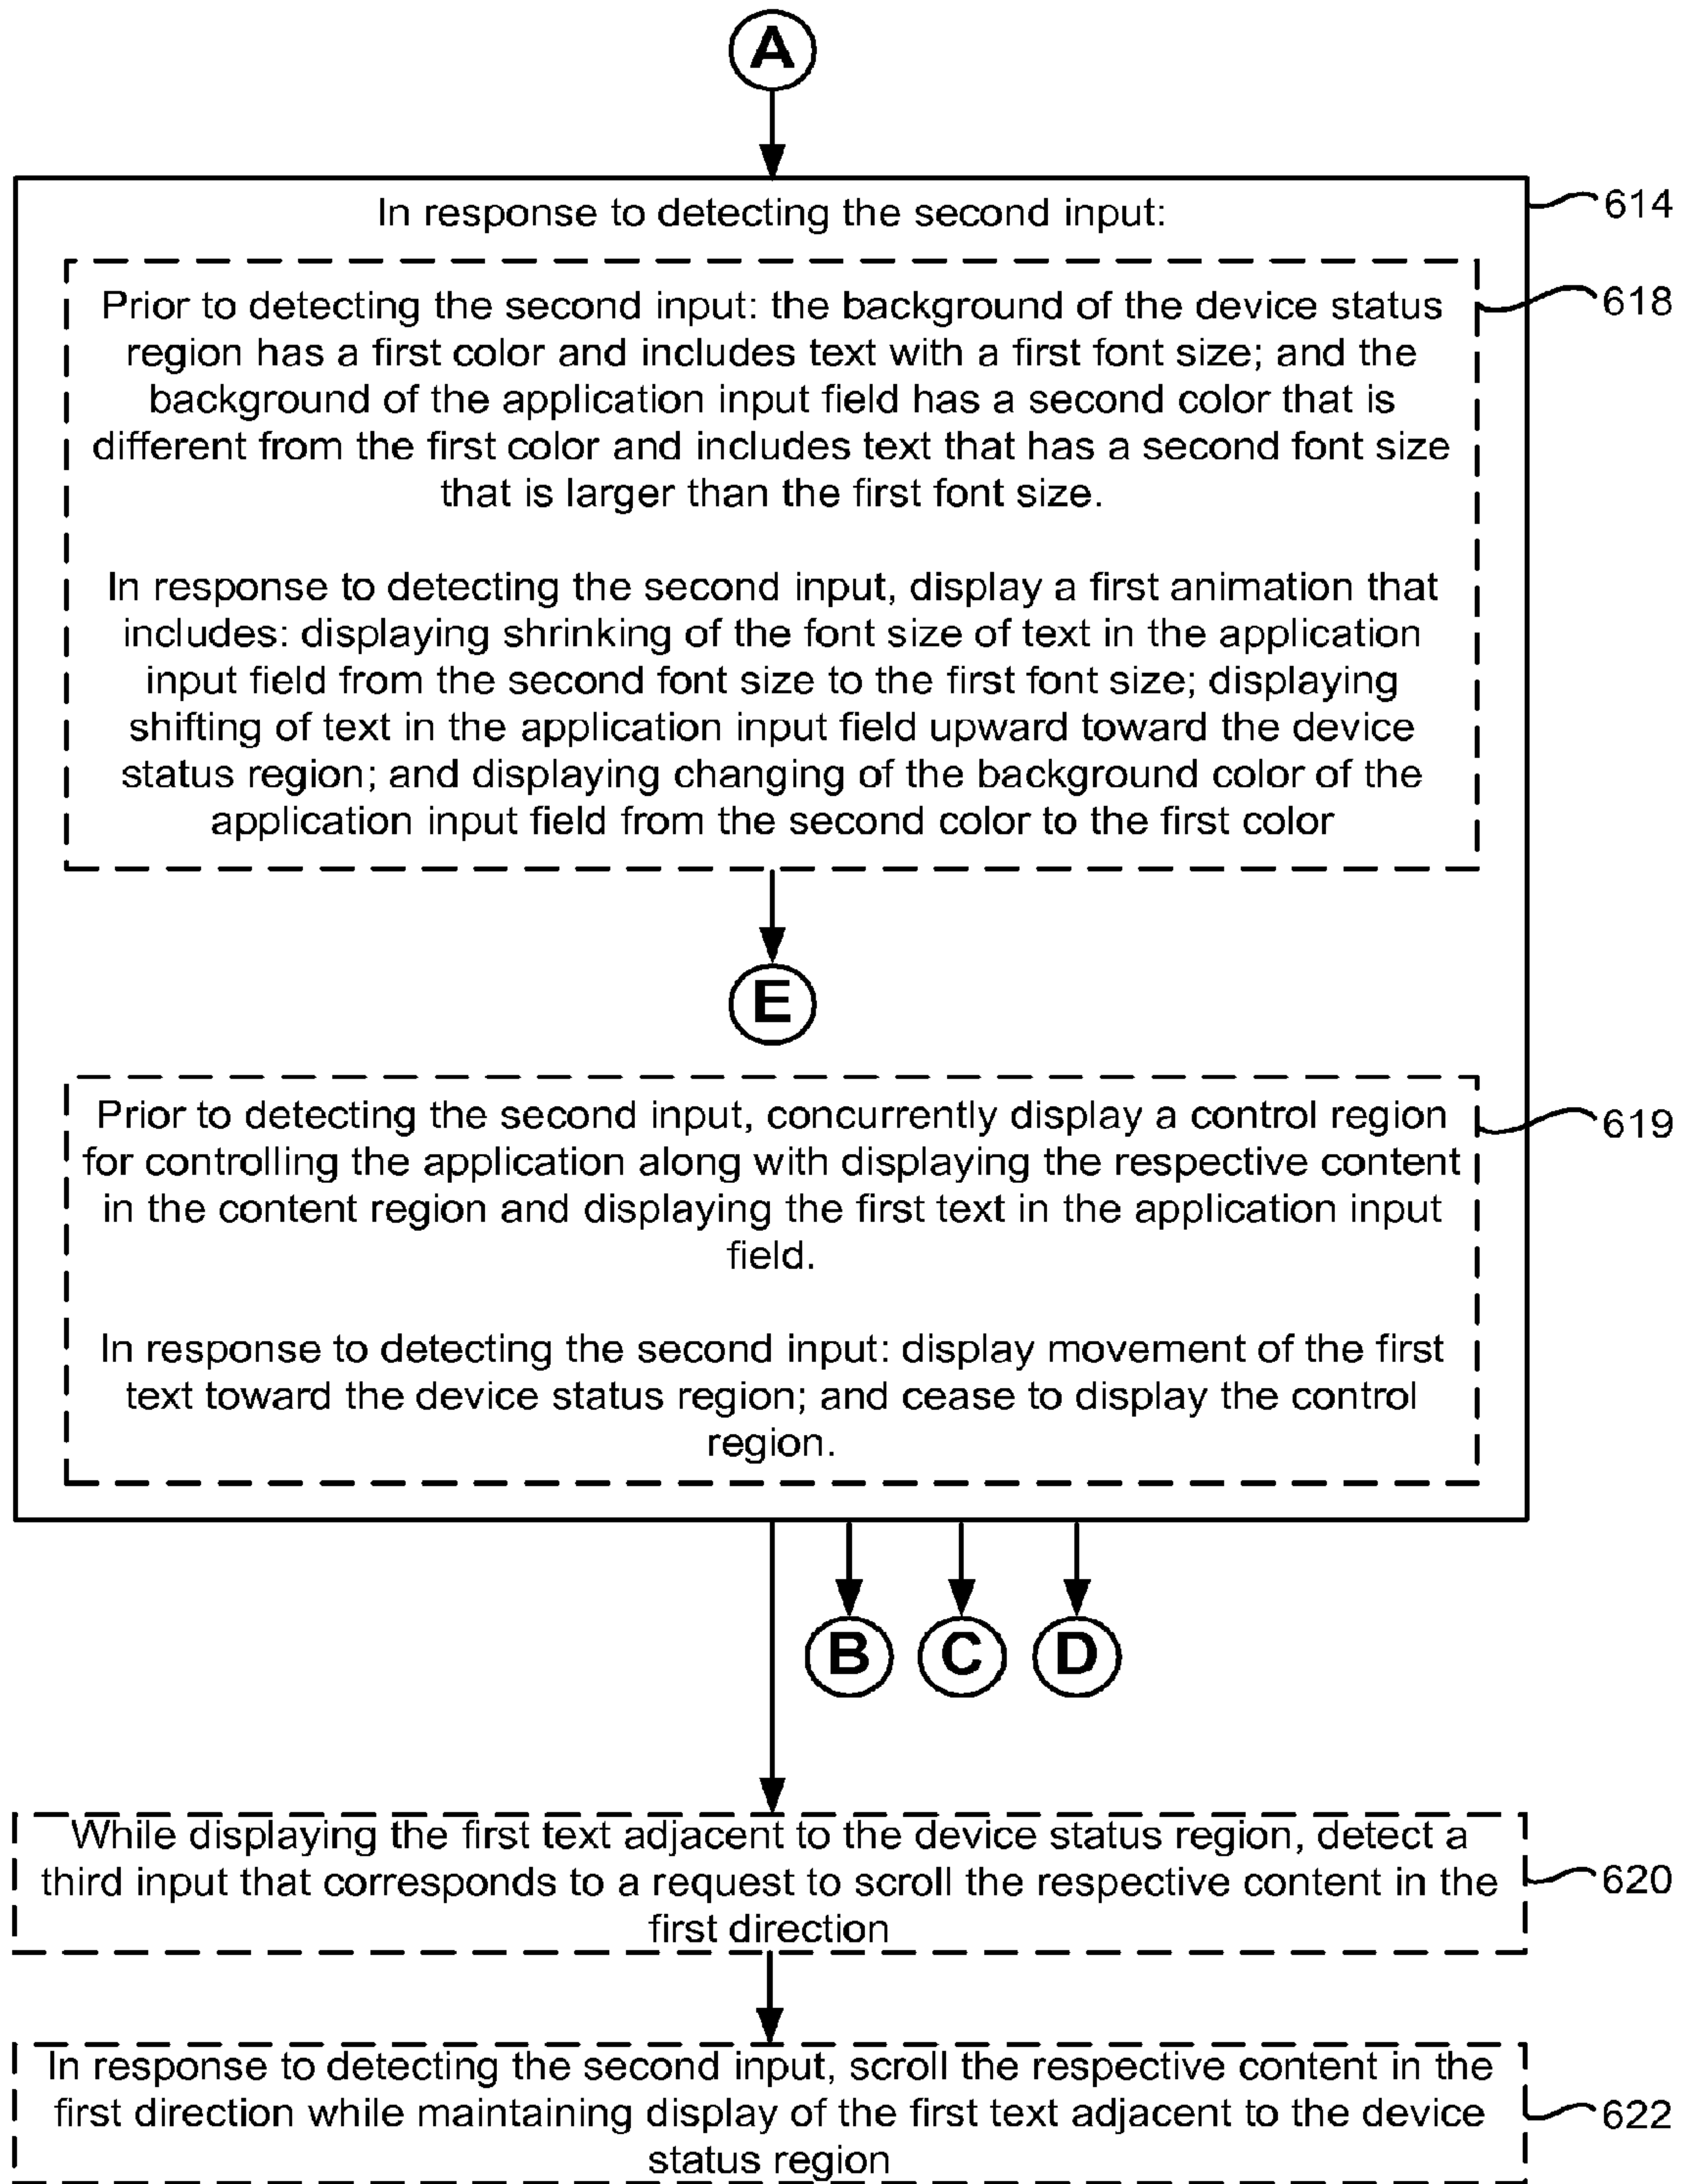 A
In response to detecting the second input:
614
Prior to detecting the second input: the background of the device status
region has a first color and includes text with a first font size; and the
background of the application input field has a second color that is
different from the first color and includes text that has a second font size
that is larger than the first font size.
618
In response to detecting the second input, display a first animation that
includes: displaying shrinking of the font size of text in the application
input field from the second font size to the first font size; displaying
shifting of text in the application input field upward toward the device
status region; and displaying changing of the background color of the
application input field from the second color to the first color
E
Prior to detecting the second input, concurrently display a control region
for controlling the application along with displaying the respective content
in the content region and displaying the first text in the application input
field.
619
In response to detecting the second input: display movement of the first
text toward the device status region; and cease to display the control
region.
B C D
While displaying the first text adjacent to the device status region, detect a
third input that corresponds to a request to scroll the respective content in the
first direction
620
In response to detecting the second input, scroll the respective content in the
first direction while maintaining display of the first text adjacent to the device
status region
622